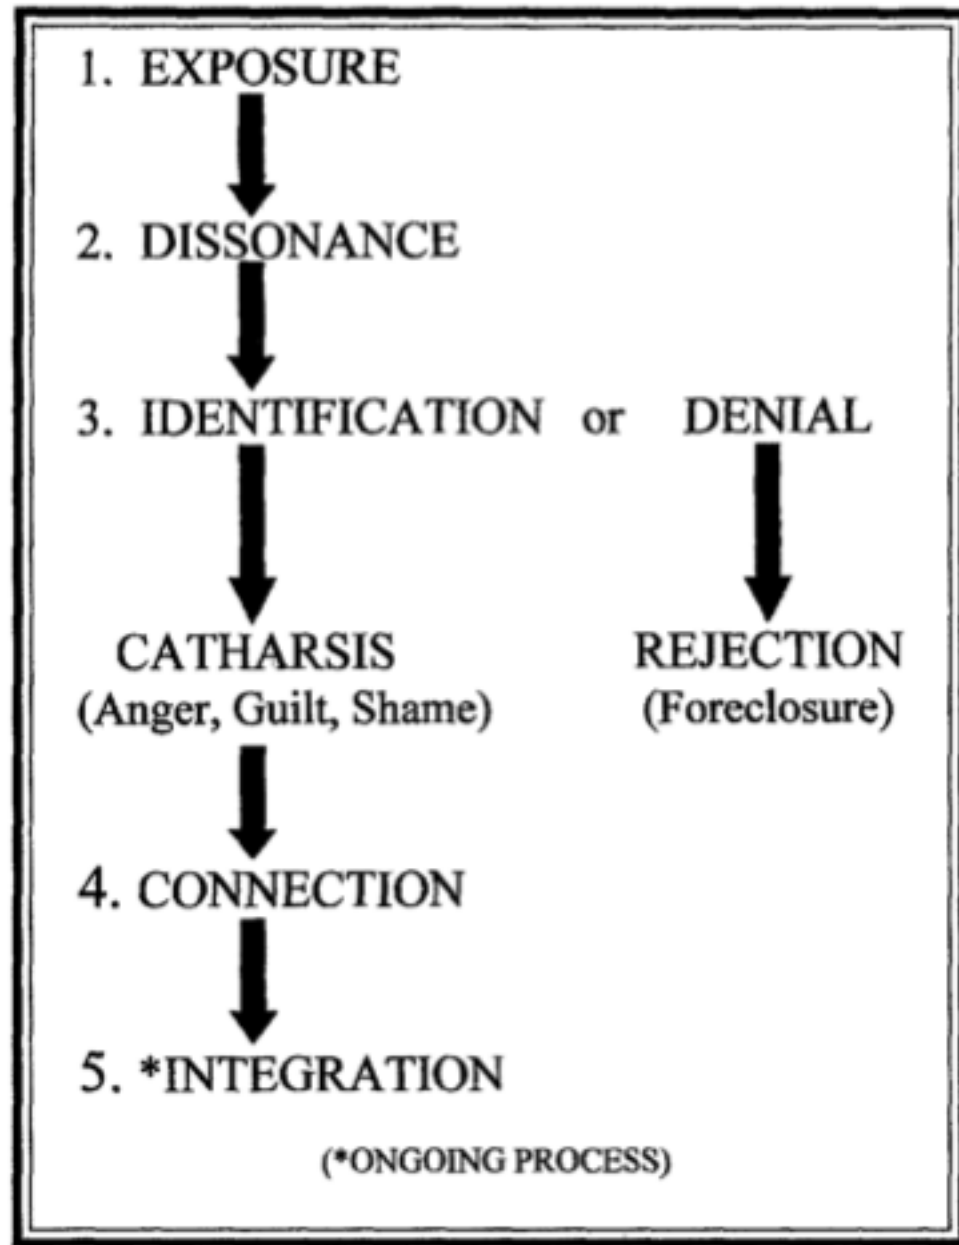 1. EXPOSURE
2. DISSONANCE
3. IDENTIFICATION or DENIAL
CATHARSIS REJECTION
(Anger, Guilt, Shame) (Foreclosure)
4. CONNECTION
5. *INTEGRATION
(*ONGOING PROCESS)